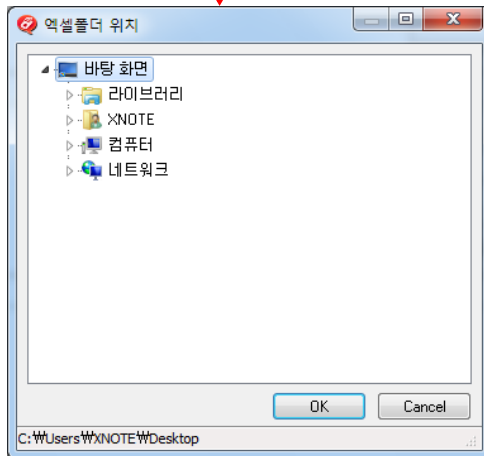 엑셀폴더 위치
바탕 화면
라이브러리
XNOTE
컴퓨터
네트워크
OK Cancel
C:₩Users₩XNOTE₩Desktop